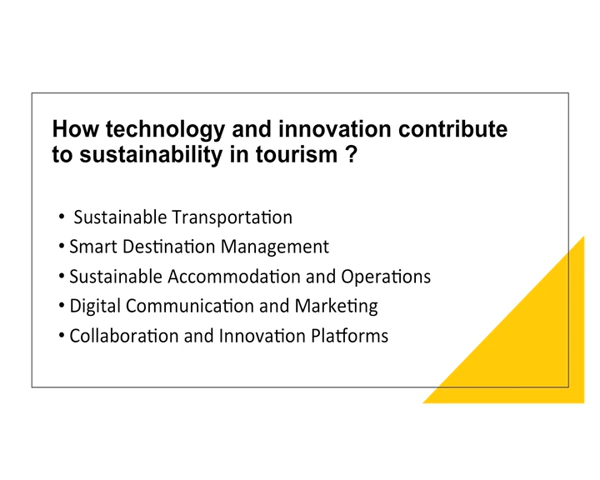 How technology and innovation contribute
to sustainability in tourism ?
• Sustainable Transportation
• Smart Destination Management
• Sustainable Accommodation and Operations
• Digital Communication and Marketing
• Collaboration and Innovation Platforms